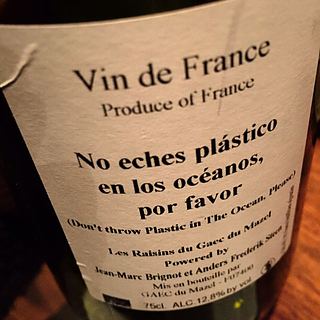 Vin de France
Produce of France
No eches plástico
en los océanos,
por favor
(Don't throw Plastic in The Ocean, Please)
Les Raisins du Gaec du Mazel
Powered by
Jean-Marc Brignot et Anders Frederik Steen
Mis en bouteille par
GAEC du Mazel - F07400
75cl. ALC.12.8% by vol